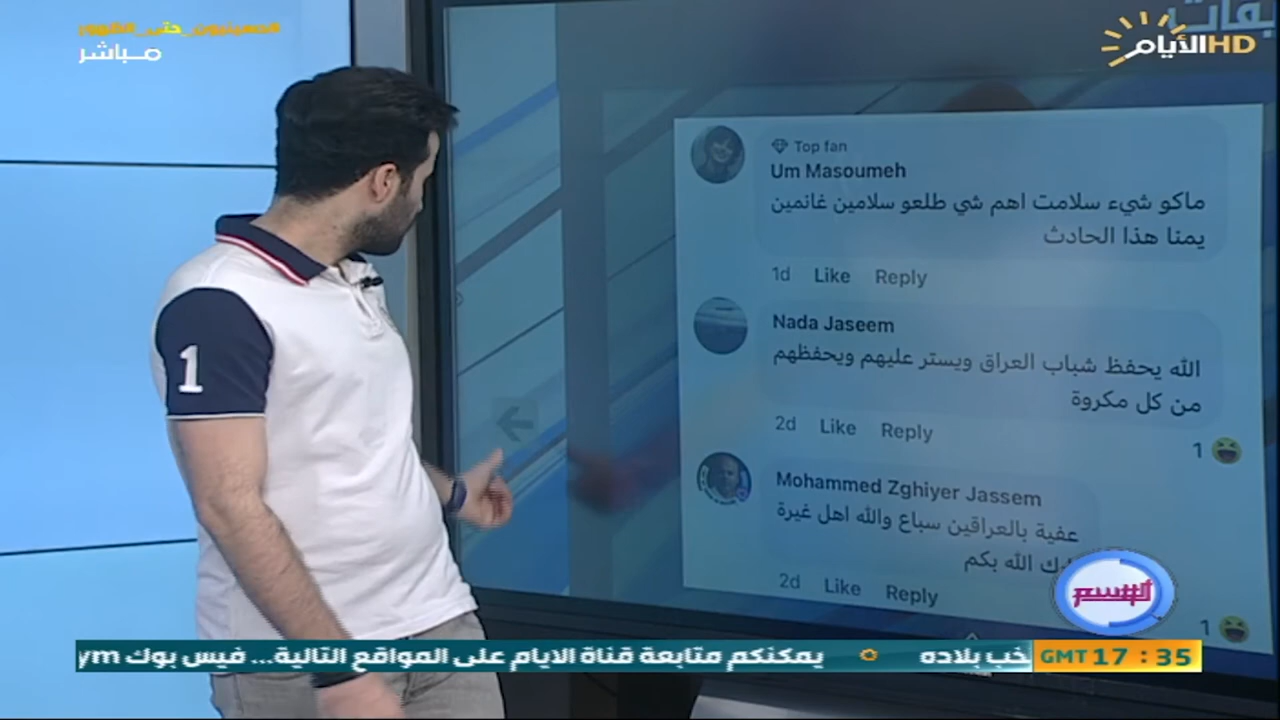 #حسينيون_حتى_الظهور
مباشر
الأيام HD
Top fan
Um Masoumeh
ماكو شيء سلامت اهم شي طلعو سلامين غانمين
يمنا هذا الحادث
1d Like Reply
Nada Jaseem
الله يحفظ شباب العراق ويستر عليهم ويحفظهم
من كل مكروة
2d Like Reply
1
Mohammed Zghiyer Jassem
عفية بالعراقين سباع والله اهل غيرة
الله بكم
2d Like Reply
1
1
بلاده يمكنكم متابعة قناة الايام على المواقع التالية... فيس بوك
GMT 17 : 35